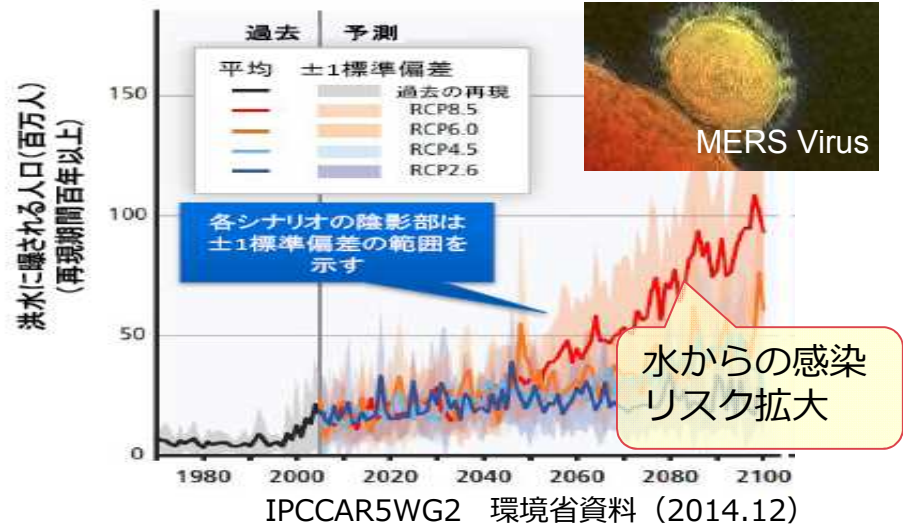 過去 予測
平均 ±1標準偏差
過去の再現
RCP8.5
RCP6.0
RCP4.5
RCP2.6
MERS Virus
各シナリオの陰影部は
±1標準偏差の範囲を
示す
洪水に曝される人口(百万人)
(再現期間百年以上)
150
100
50
0
水からの感染
リスク拡大
1980 2000 2020 2040 2060 2080 2100
IPCCAR5WG2 環境省資料（2014.12）